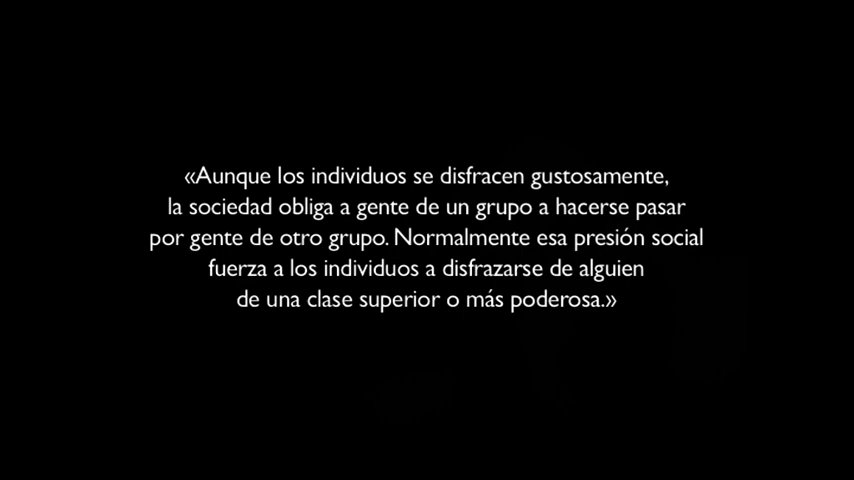 «Aunque los individuos se disfracen gustosamente,
la sociedad obliga a gente de un grupo a hacerse pasar
por gente de otro grupo. Normalmente esa presión social
fuerza a los individuos a disfrazarse de alguien
de una clase superior o más poderosa.»